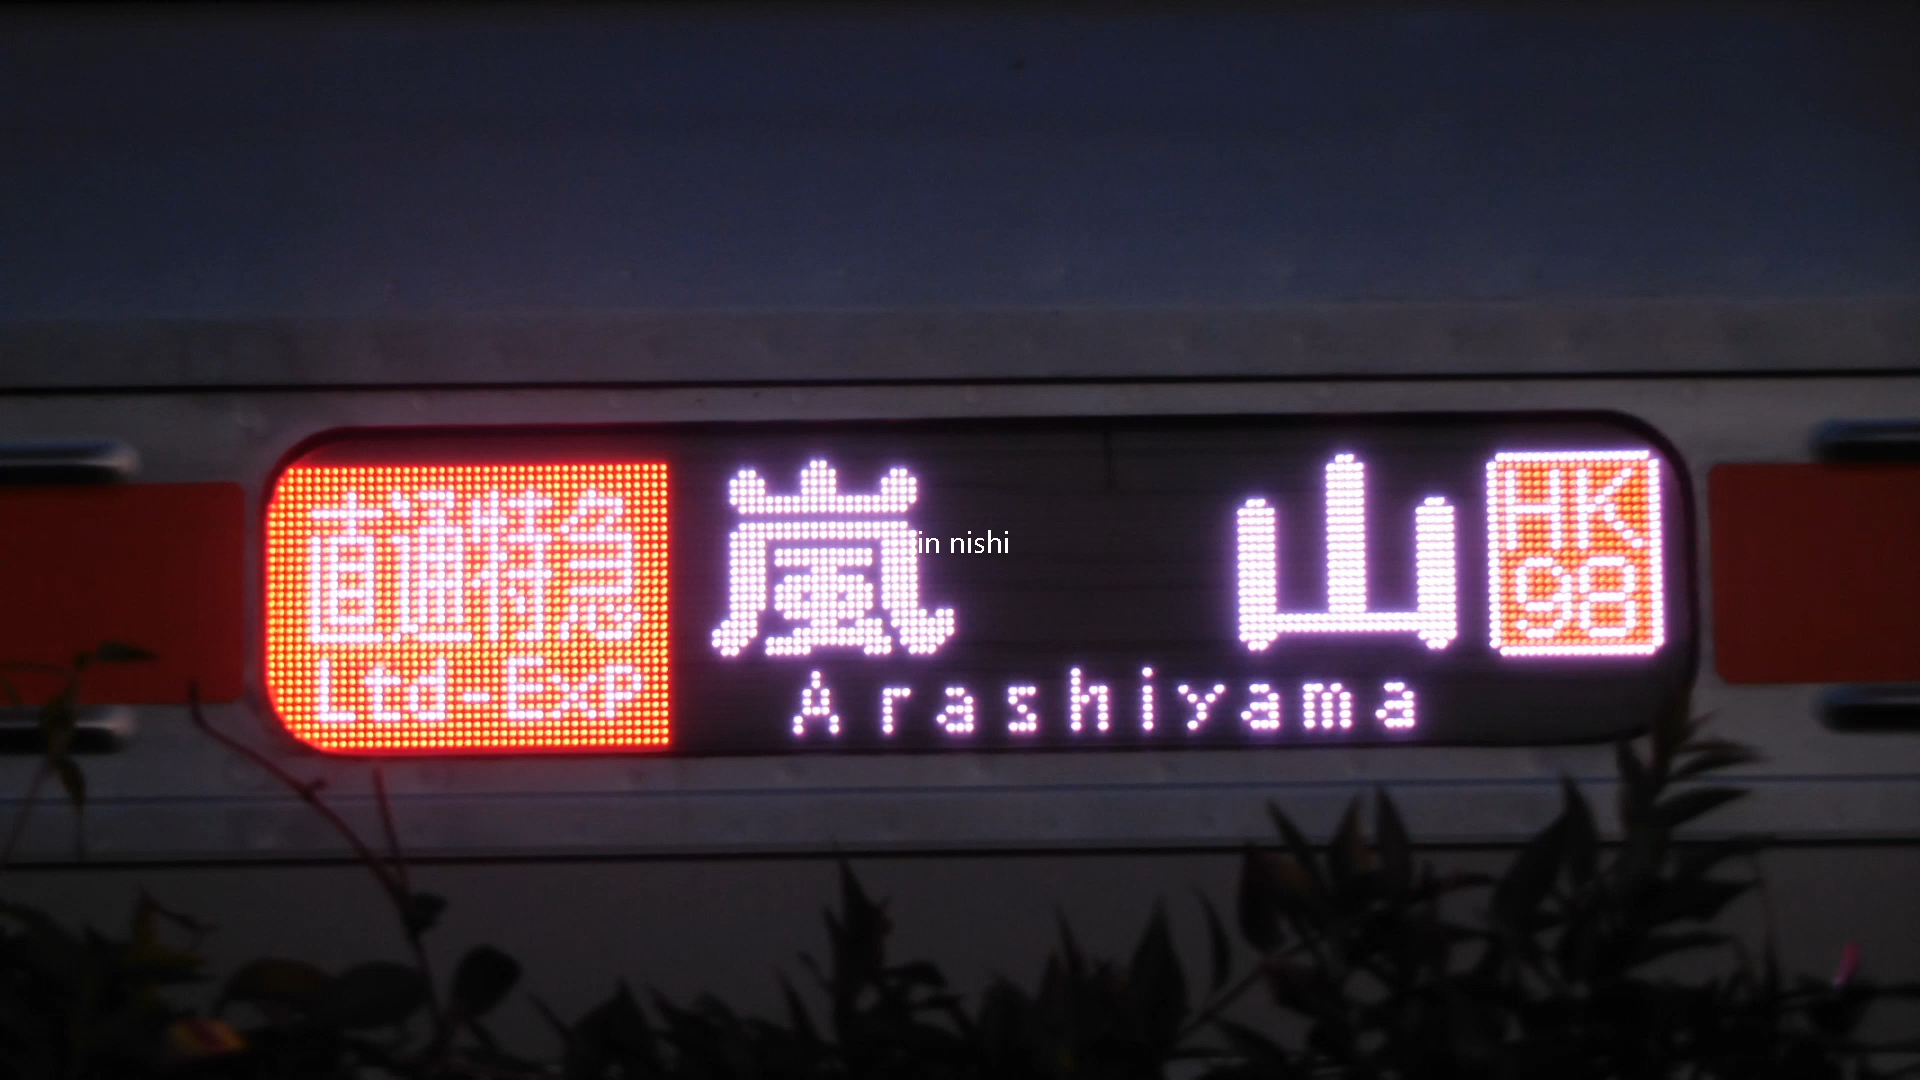 直通特急
Ltd-Exp
嵐山
Arashiyama
HK
98
in nishi